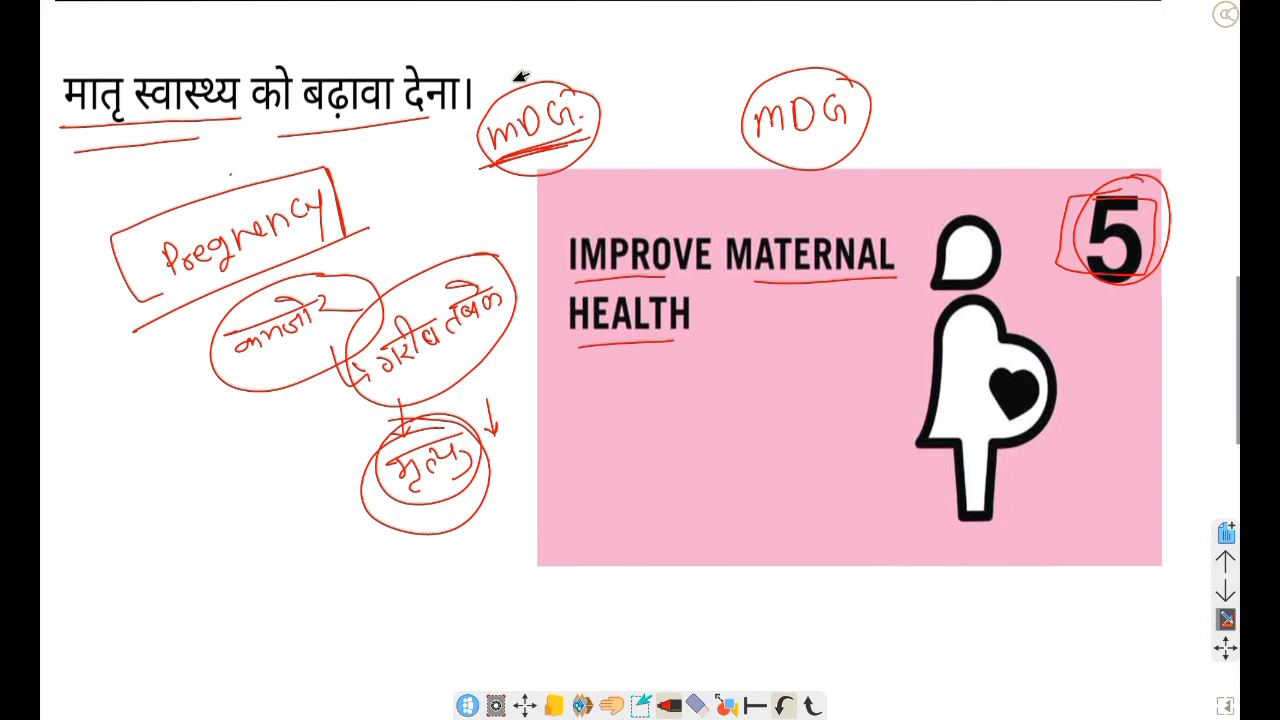 मातृ स्वास्थ्य को बढ़ावा देना।
MDG
MDG
5
IMPROVE MATERNAL
HEALTH
Pregnency
कमजोर
गरीब तबके
मृत्यु